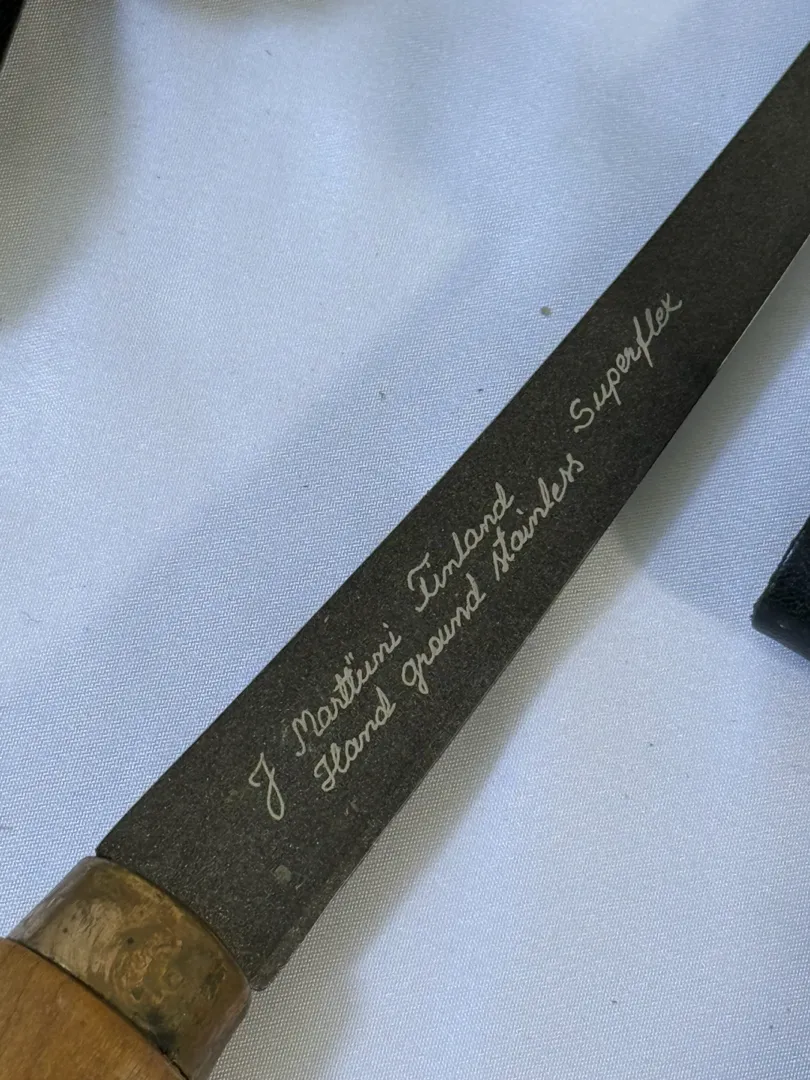 J Marttiini Finland
Hand ground stainless Superflex